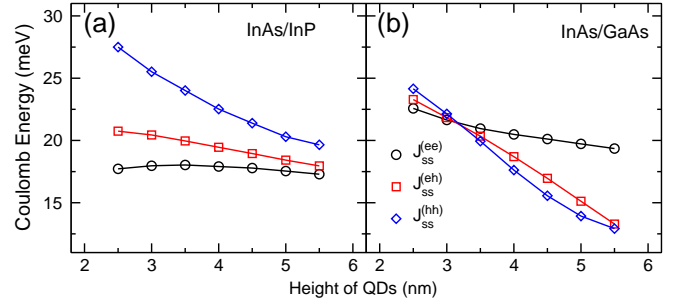 (a)
InAs/InP
(b)
InAs/GaAs
Coulomb Energy (meV)
30
25
20
15
J_ss^(ee)
J_ss^(eh)
J_ss^(hh)
2 3 4 5 6 2 3 4 5 6
Height of QDs (nm)